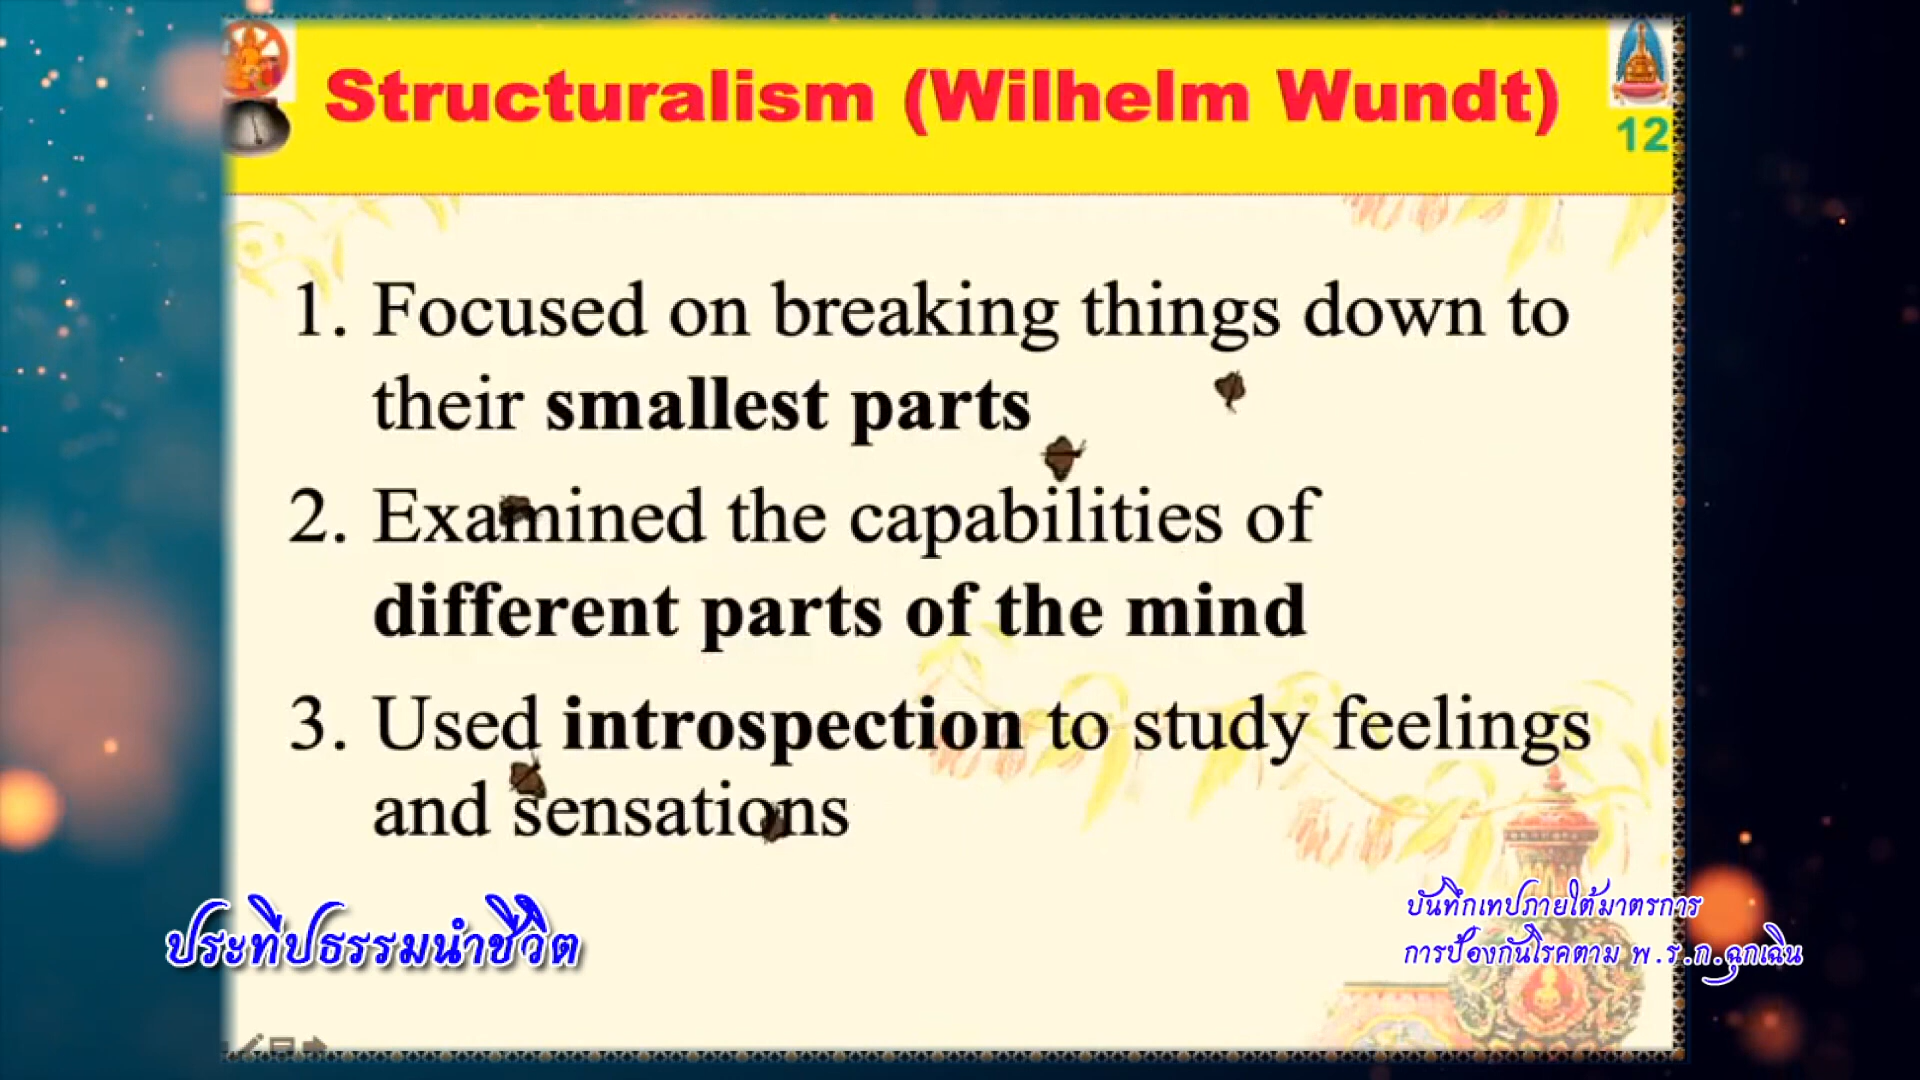 Structuralism (Wilhelm Wundt)
12
1. Focused on breaking things down to
their smallest parts
2. Examined the capabilities of
different parts of the mind
3. Used introspection to study feelings
and sensations
ประทีปธรรมนำชีวิต
บันทึกเทปภายใต้มาตรการ
การป้องกันโรคตาม พ.ร.ก.ฉุกเฉิน